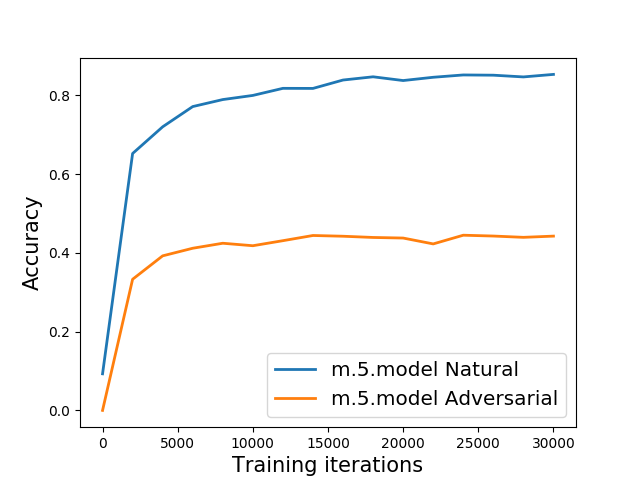 0.8
0.6
0.4
0.2
0.0
Accuracy
m.5.model Natural
m.5.model Adversarial
0 5000 10000 15000 20000 25000 30000
Training iterations